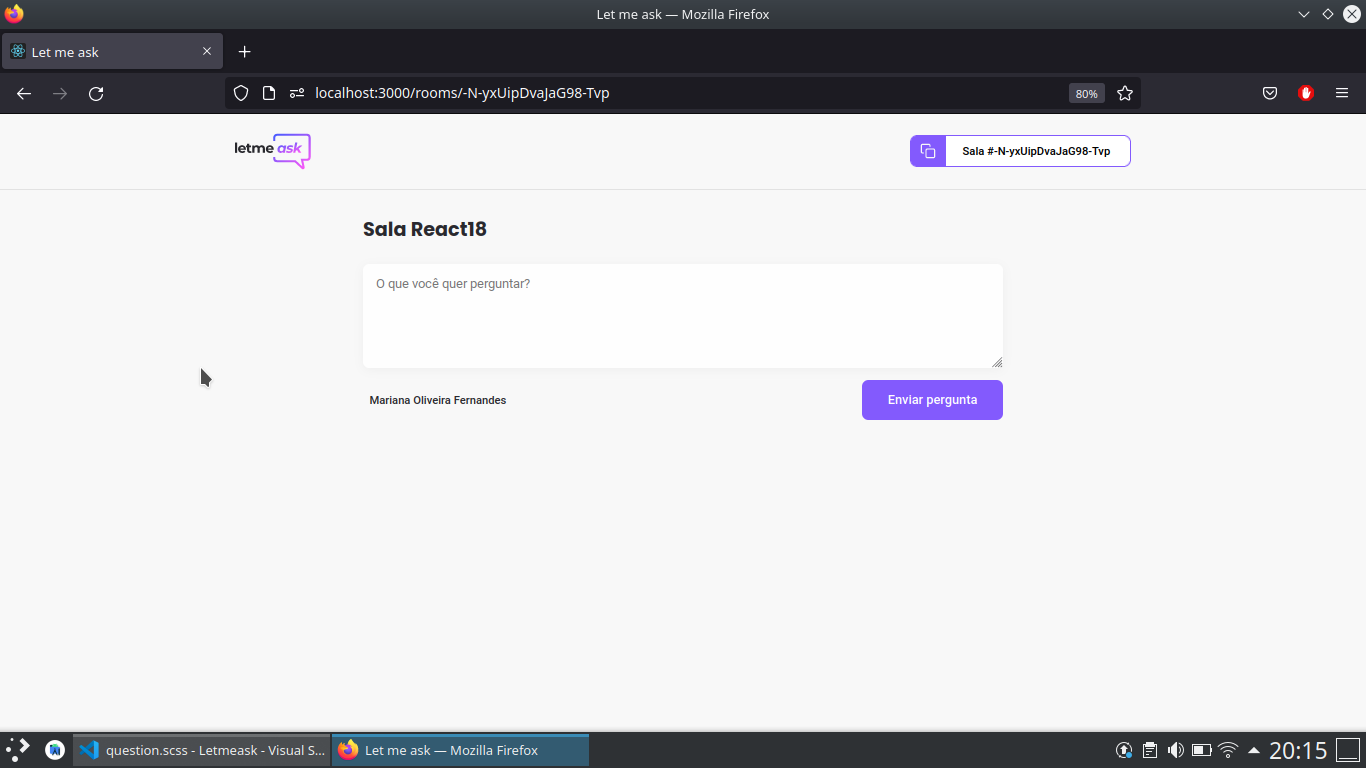 Let me ask — Mozilla Firefox
Let me ask
localhost:3000/rooms/-N-yxUipDvaJaG98-Tvp
80%
letme ask
Sala #-N-yxUipDvaJaG98-Tvp
Sala React18
O que você quer perguntar?
Mariana Oliveira Fernandes
Enviar pergunta
question.scss - Letmeask - Visual S...
Let me ask — Mozilla Firefox
20:15